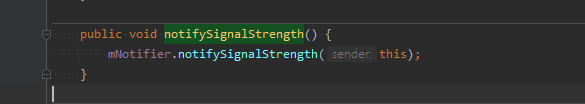 public void notifySignalStrength() {
mNotifier.notifySignalStrength( sender: this);
}